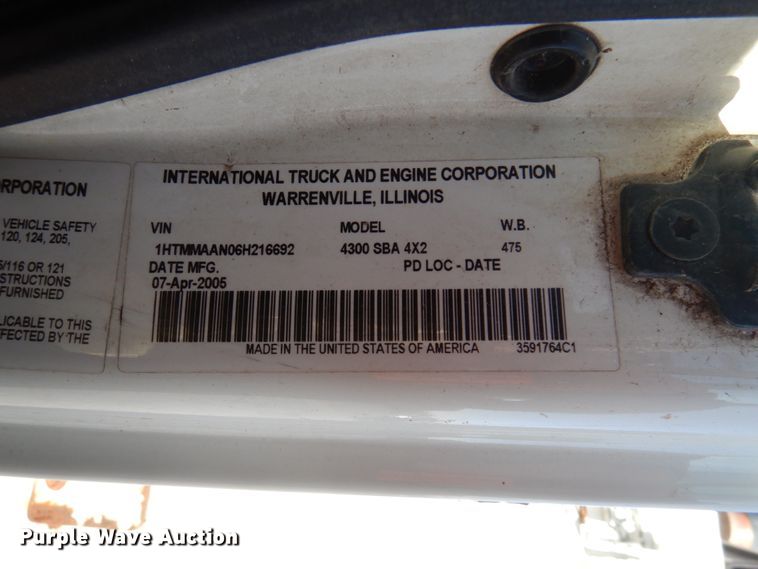 RPORATION
VEHICLE SAFETY
120, 124, 205,
/116 OR 121
STRUCTIONS
FURNISHED
LICABLE TO THIS
FECTED BY THE
INTERNATIONAL TRUCK AND ENGINE CORPORATION
WARRENVILLE, ILLINOIS
VIN MODEL W.B.
1HTMMAAN06H216692 4300 SBA 4X2 475
DATE MFG. PD LOC - DATE
07-Apr-2005
MADE IN THE UNITED STATES OF AMERICA 3591764C1
Purple Wave Auction